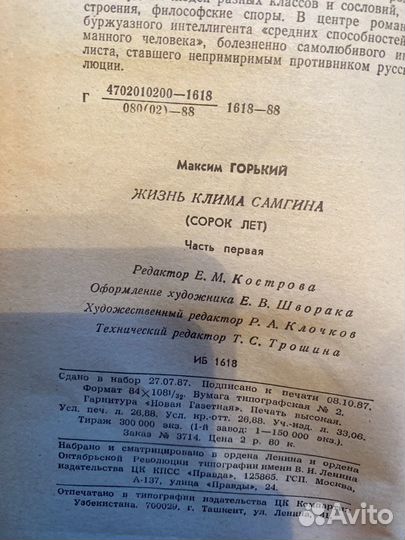 разных классов и сословий,
строения, философские споры. В центре рома
буржуазного интеллигента «средних способностей
манного человека», болезненно самолюбивого и
листа, ставшего непримиримым противником русс
люции.
Г 4702010200—1618
080(02)—88 1618—88
Максим ГОРЬКИЙ
ЖИЗНЬ КЛИМА САМГИНА
(СОРОК ЛЕТ)
Часть первая
Редактор Е. М. Кострова
Оформление художника Е. В. Шворака
Художественный редактор Р. А. Клочков
Технический редактор Т. С. Трошина
ИБ 1618
Сдано в набор 27.07.87. Подписано к печати 08.10.87.
Формат 84×108 1/32. Бумага типографская № 2.
Гарнитура «Новая Газетная». Печать высокая.
Усл. печ. л. 26,88. Усл. кр.-отт. 26,88. Уч.-изд. л. 33,06.
Тираж 300 000 экз. (1-й завод: 1—150 000 экз.)
Заказ № 3714. Цена 2 р. 80 к.
Набрано и сматрицировано в ордена Ленина и ордена
Октябрьской Революции типографии имени В. И. Ленина
издательства ЦК КПСС «Правда», 125865, ГСП, Москва,
А-137, улица «Правды», 24.
Отпечатано в типографии издательства ЦК
Узбекистана. 700029, г. Ташкент, ул.
Avito